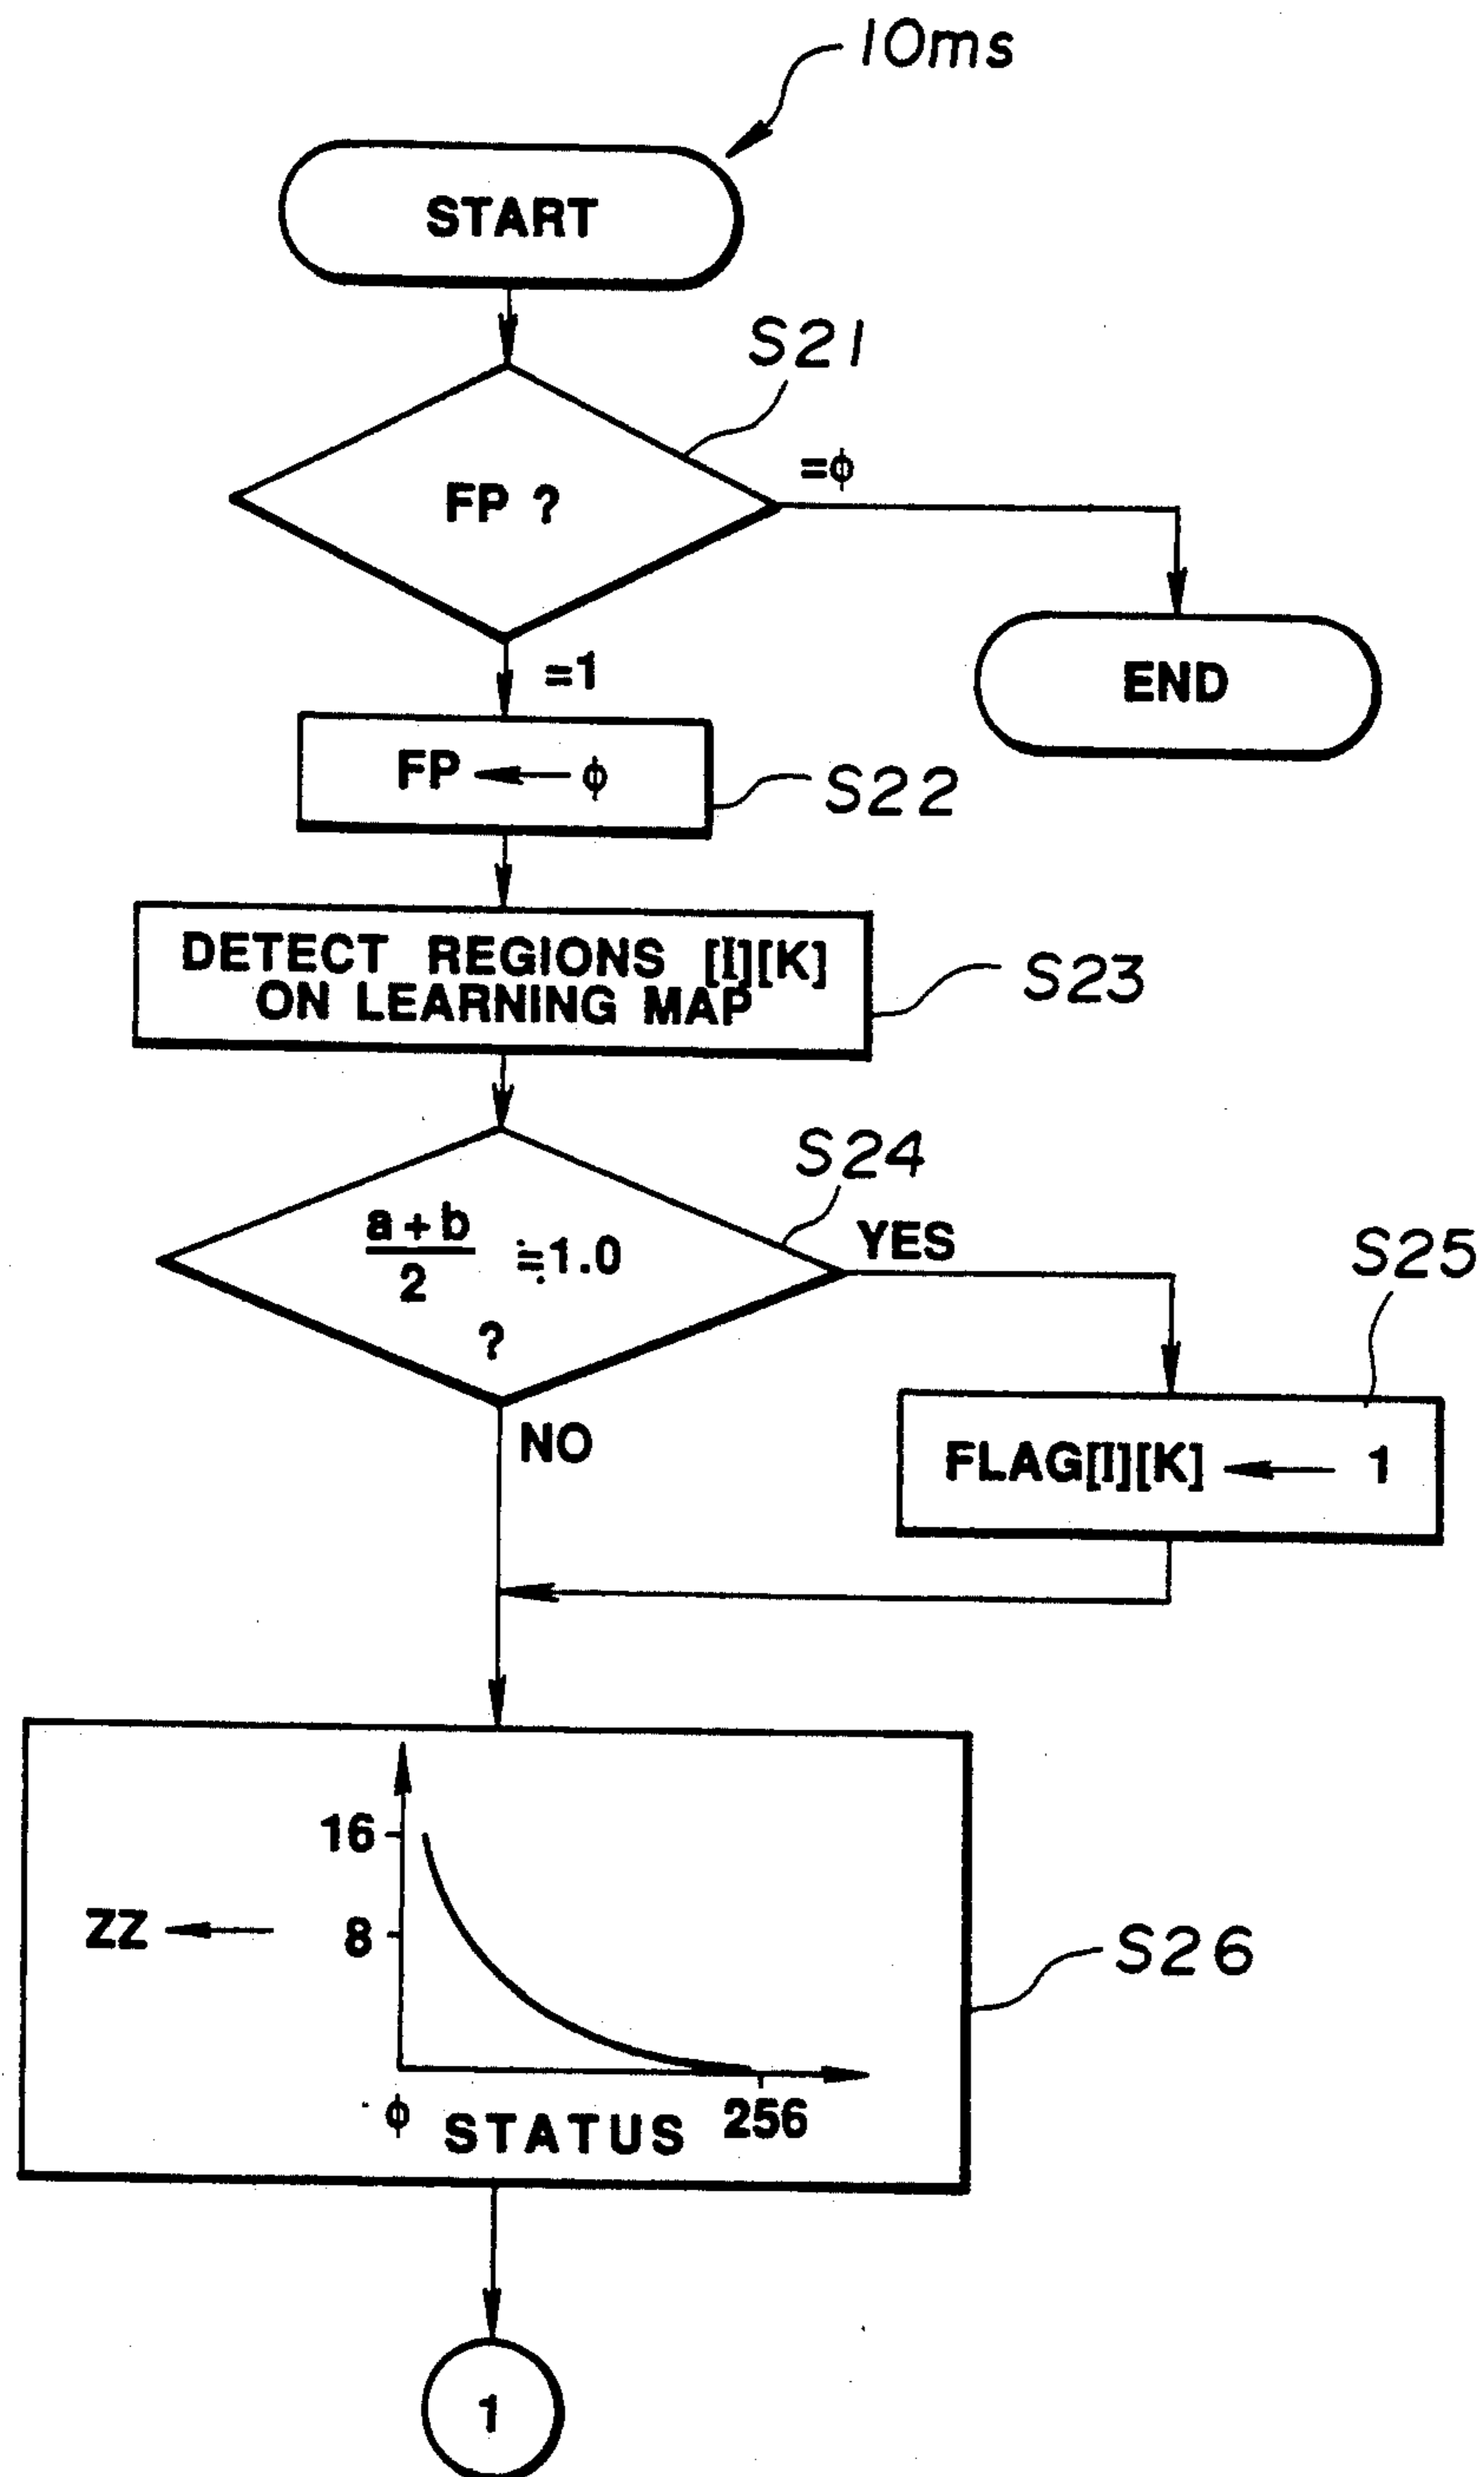 10ms
START
S21
FP ?
=ϕ
END
=1
FP ← ϕ
S22
DETECT REGIONS [I][K]
ON LEARNING MAP
S23
S24
a + b
2
≒1.0
?
YES
S25
NO
FLAG[I][K] ← 1
16
ZZ ←
8
S26
ϕ
STATUS
256
1